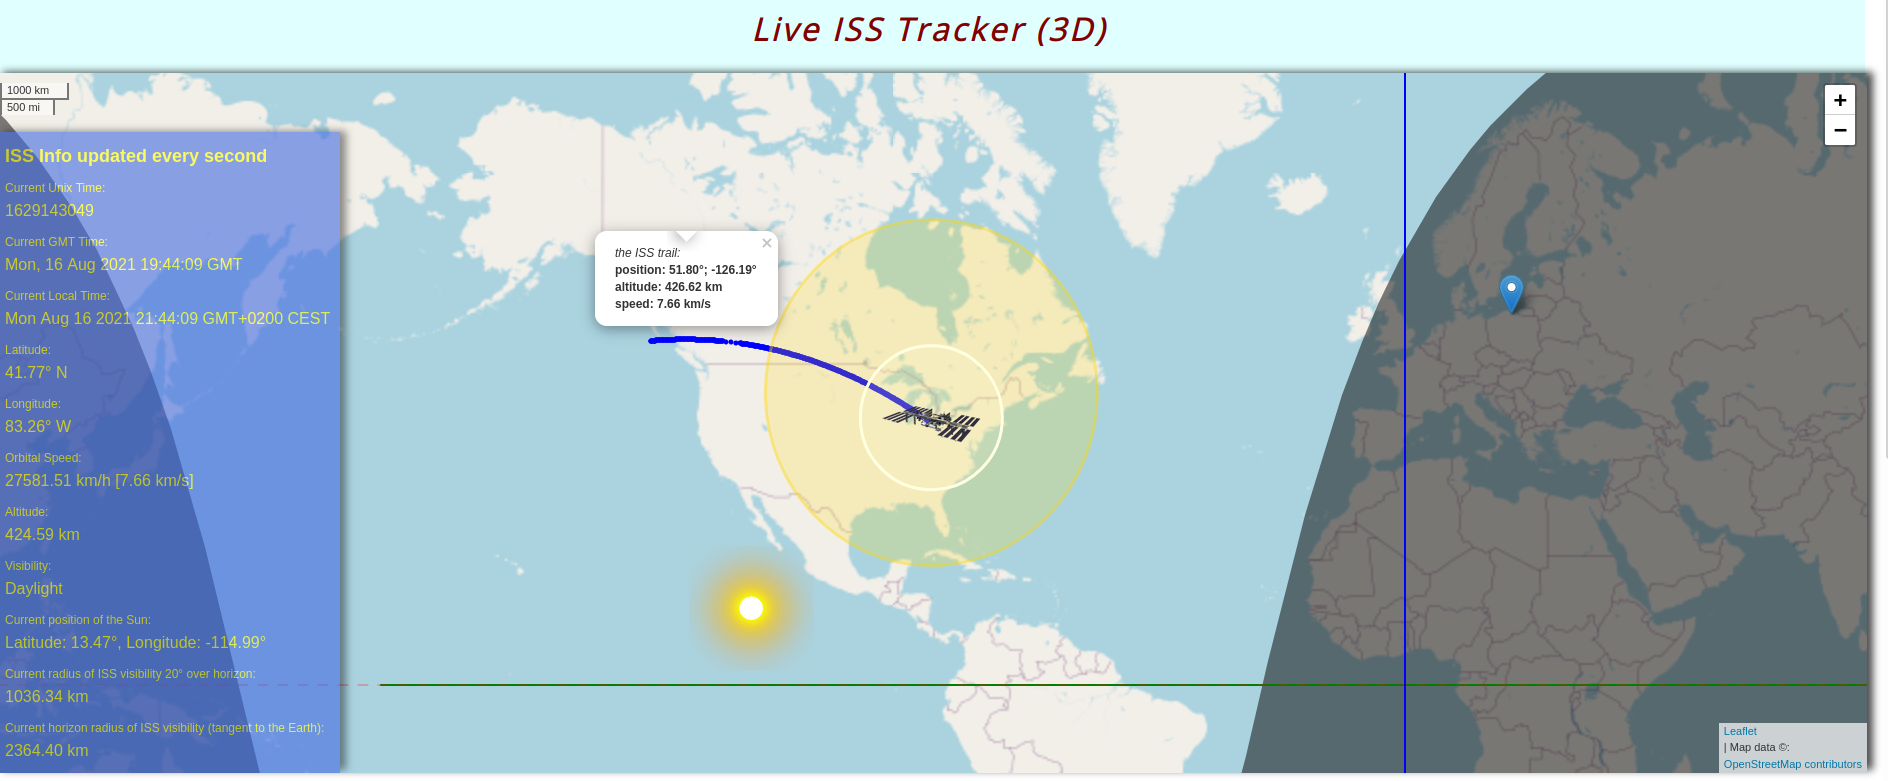 Live ISS Tracker (3D)
1000 km
500 mi
+
−
ISS Info updated every second
Current Unix Time:
1629143049
Current GMT Time:
Mon, 16 Aug 2021 19:44:09 GMT
Current Local Time:
Mon Aug 16 2021 21:44:09 GMT+0200 CEST
Latitude:
41.77° N
Longitude:
83.26° W
Orbital Speed:
27581.51 km/h [7.66 km/s]
Altitude:
424.59 km
Visibility:
Daylight
Current position of the Sun:
Latitude: 13.47°, Longitude: -114.99°
Current radius of ISS visibility 20° over horizon:
1036.34 km
Current horizon radius of ISS visibility (tangent to the Earth):
2364.40 km
×
the ISS trail:
position: 51.80°; -126.19°
altitude: 426.62 km
speed: 7.66 km/s
Leaflet
| Map data ©:
OpenStreetMap contributors